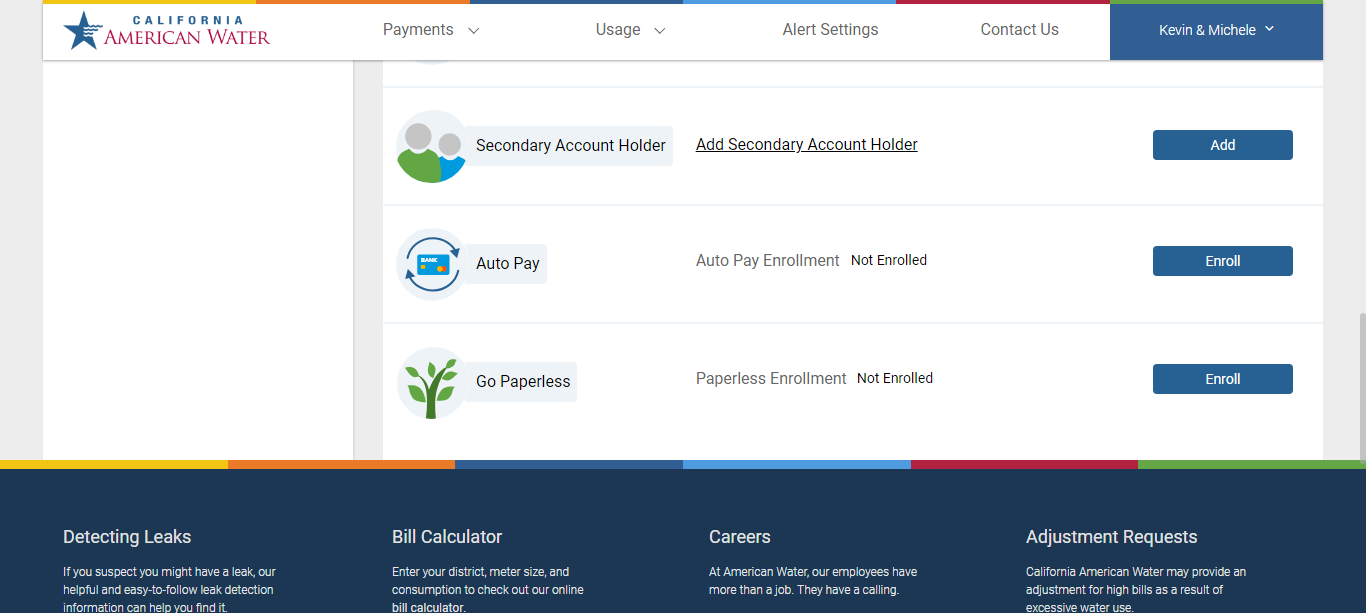 CALIFORNIA
AMERICAN WATER
Payments
Usage
Alert Settings
Contact Us
Kevin & Michele
Secondary Account Holder
Add Secondary Account Holder
Add
BANK
Auto Pay
Auto Pay Enrollment Not Enrolled
Enroll
Go Paperless
Paperless Enrollment Not Enrolled
Enroll
Detecting Leaks
If you suspect you might have a leak, our
helpful and easy-to-follow leak detection
information can help you find it.
Bill Calculator
Enter your district, meter size, and
consumption to check out our online
bill calculator.
Careers
At American Water, our employees have
more than a job. They have a calling.
Adjustment Requests
California American Water may provide an
adjustment for high bills as a result of
excessive water use.